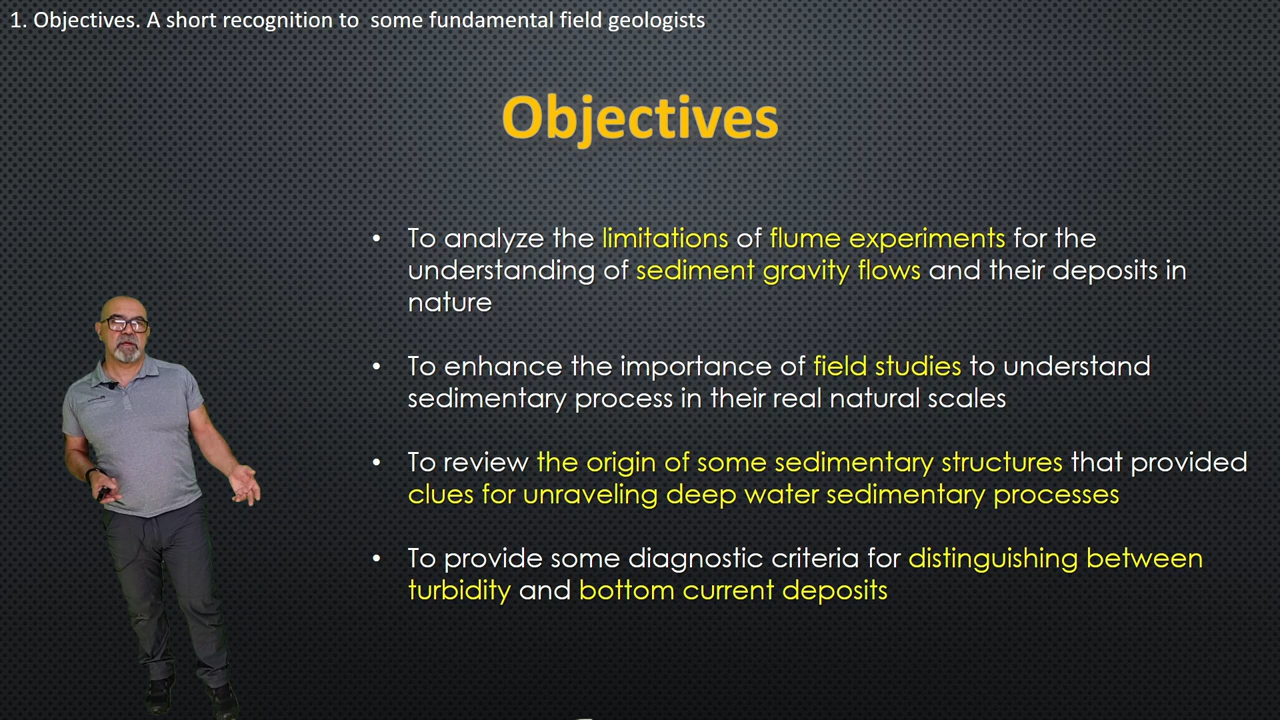 1. Objectives. A short recognition to some fundamental field geologists
Objectives
• To analyze the limitations of flume experiments for the
understanding of sediment gravity flows and their deposits in
nature
• To enhance the importance of field studies to understand
sedimentary process in their real natural scales
• To review the origin of some sedimentary structures that provided
clues for unraveling deep water sedimentary processes
• To provide some diagnostic criteria for distinguishing between
turbidity and bottom current deposits